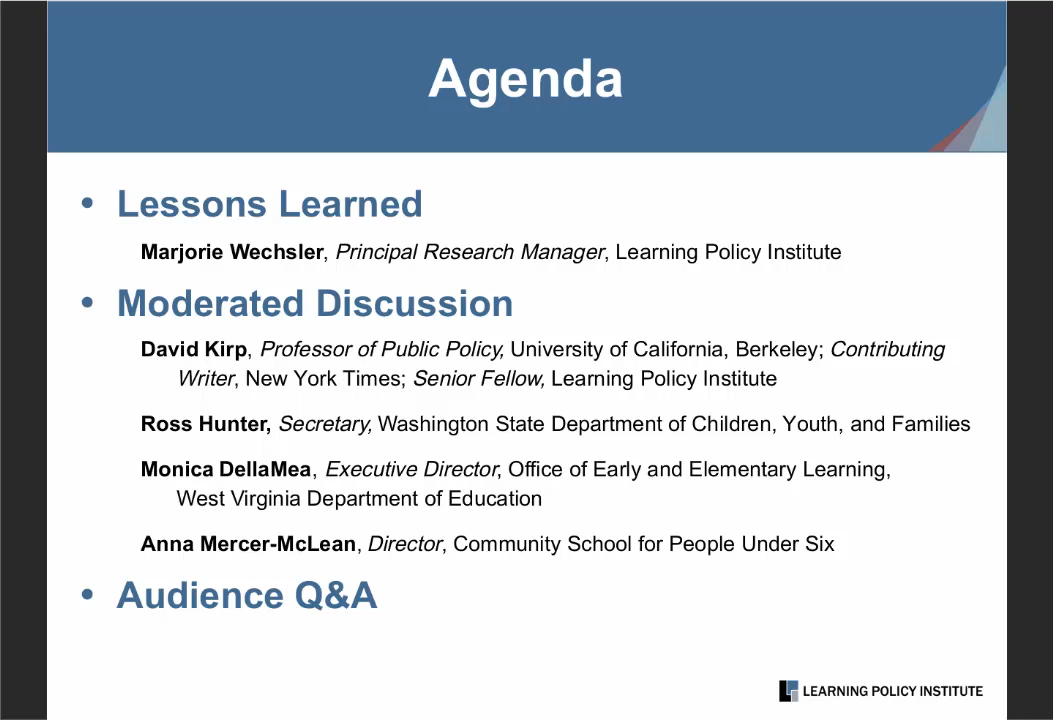 Agenda
• Lessons Learned
Marjorie Wechsler, Principal Research Manager, Learning Policy Institute
• Moderated Discussion
David Kirp, Professor of Public Policy, University of California, Berkeley; Contributing
Writer, New York Times; Senior Fellow, Learning Policy Institute
Ross Hunter, Secretary, Washington State Department of Children, Youth, and Families
Monica DellaMea, Executive Director, Office of Early and Elementary Learning,
West Virginia Department of Education
Anna Mercer-McLean, Director, Community School for People Under Six
• Audience Q&A
LEARNING POLICY INSTITUTE